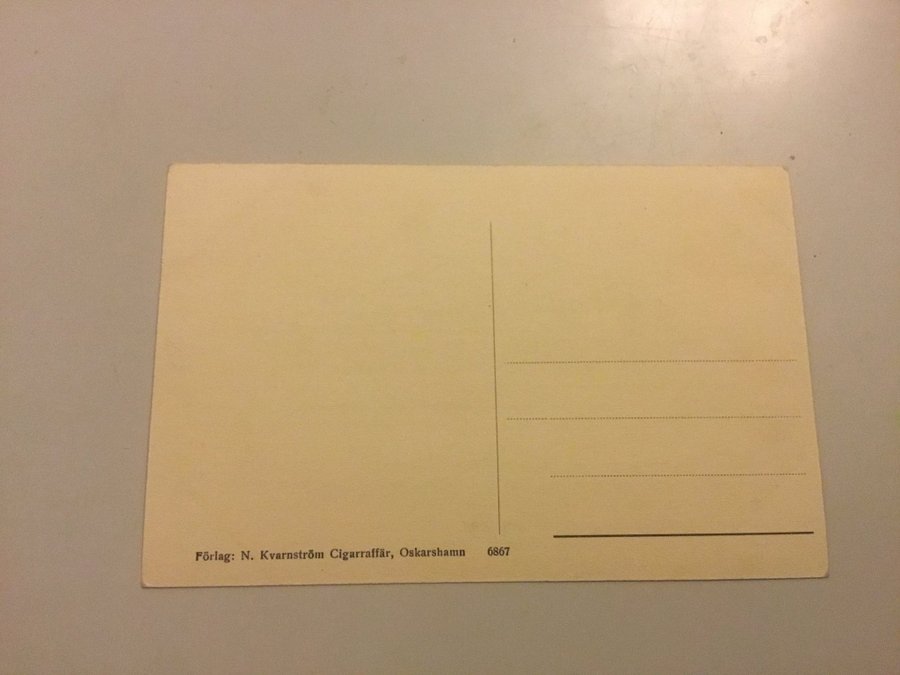 Förlag: N. Kvarnström Cigarraffär, Oskarshamn 6867